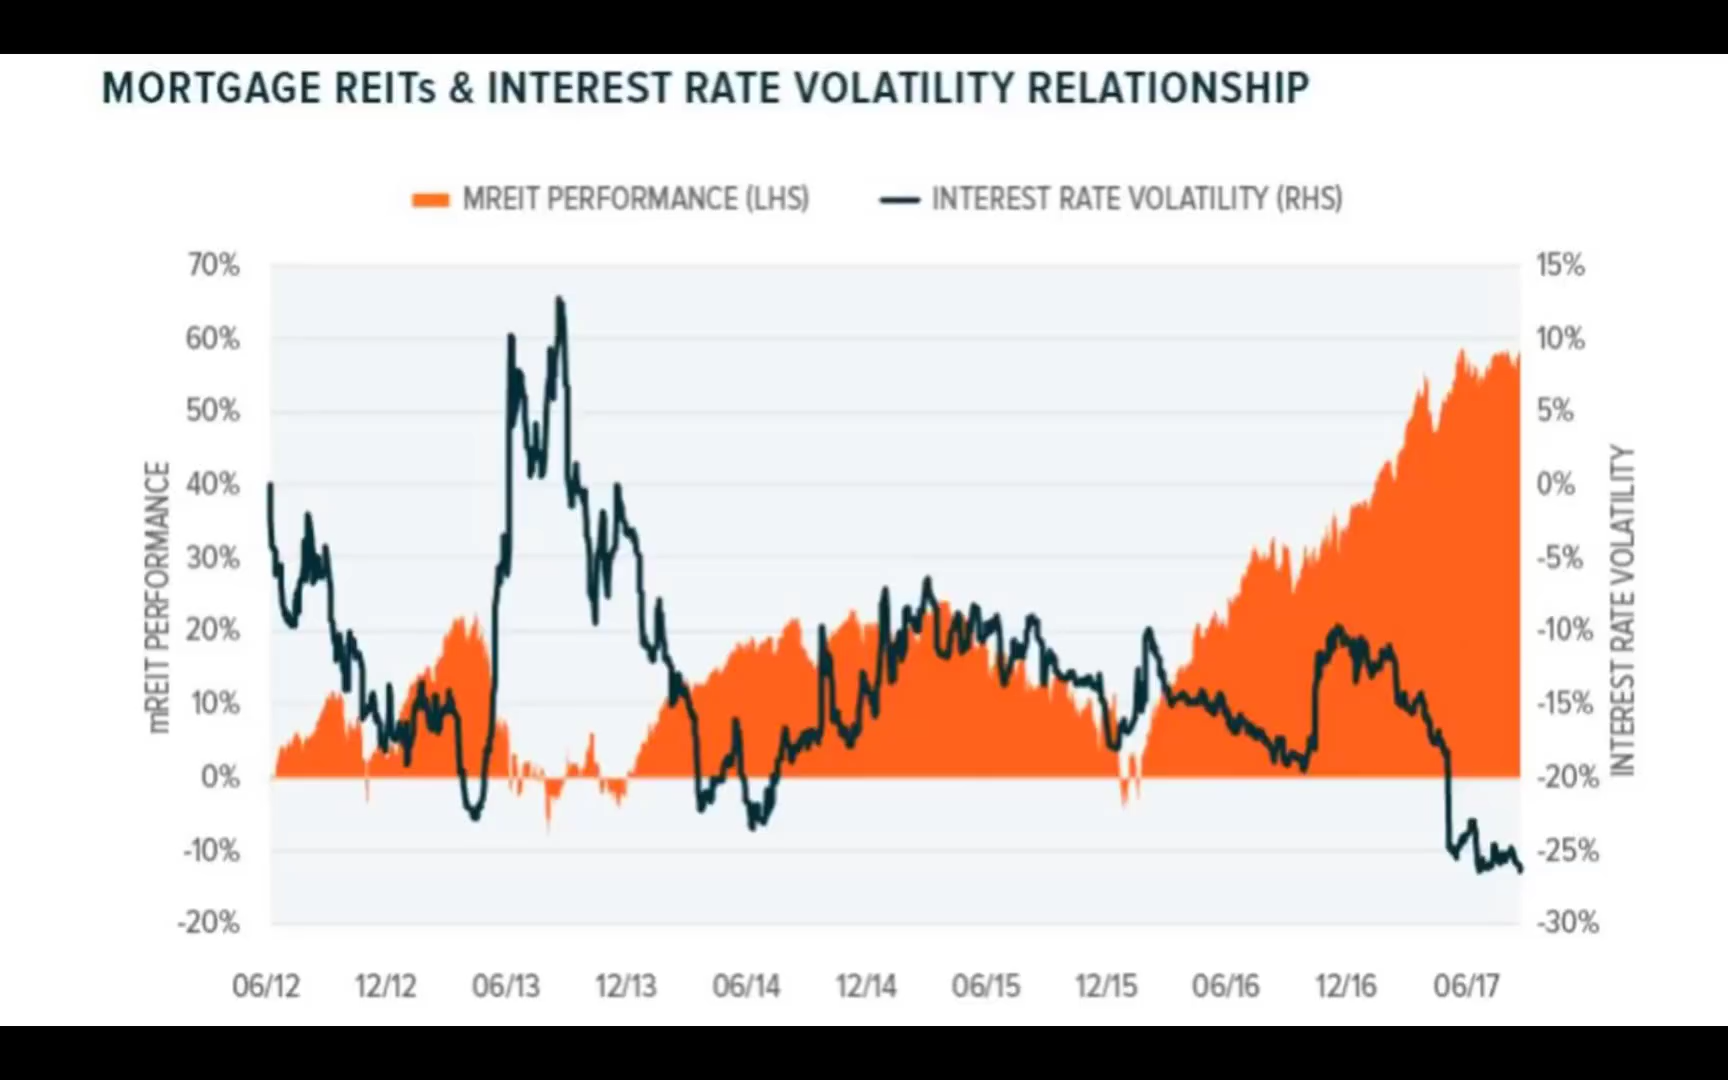 MORTGAGE REITs & INTEREST RATE VOLATILITY RELATIONSHIP
MREIT PERFORMANCE (LHS) INTEREST RATE VOLATILITY (RHS)
70% 15%
60% 10%
50% 5%
40% 0%
30% -5%
20% -10%
10% -15%
0% -20%
-10% -25%
-20% -30%
mREIT PERFORMANCE
INTEREST RATE VOLATILITY
06/12 12/12 06/13 12/13 06/14 12/14 06/15 12/15 06/16 12/16 06/17